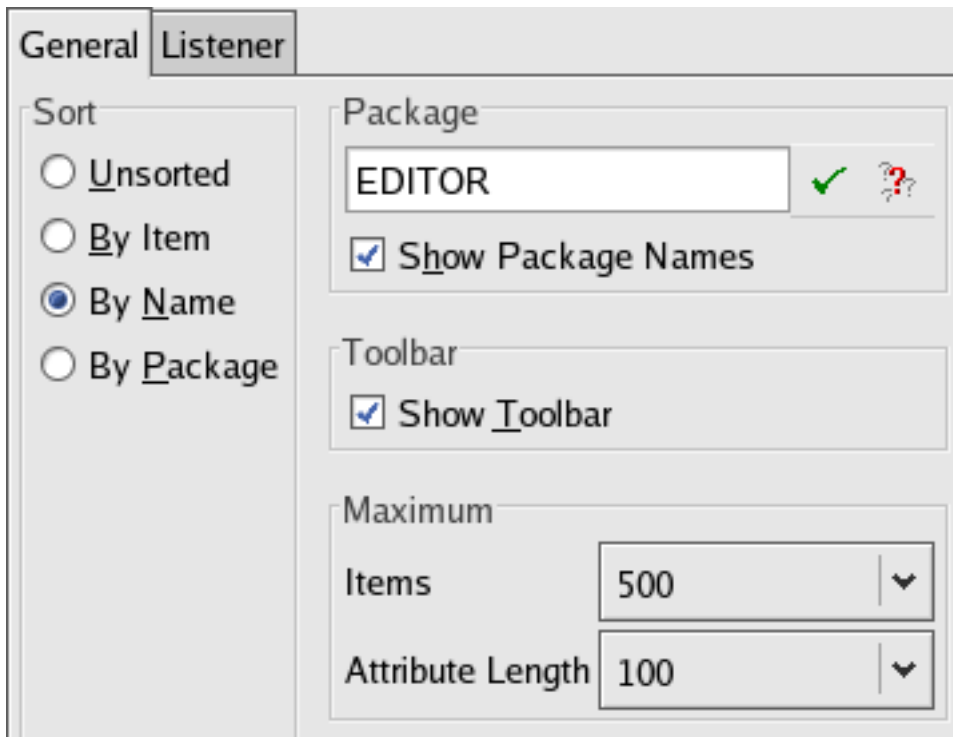 General Listener
Sort
Unsorted
By Item
By Name
By Package
Package
EDITOR
Show Package Names
Toolbar
Show Toolbar
Maximum
Items 500
Attribute Length 100